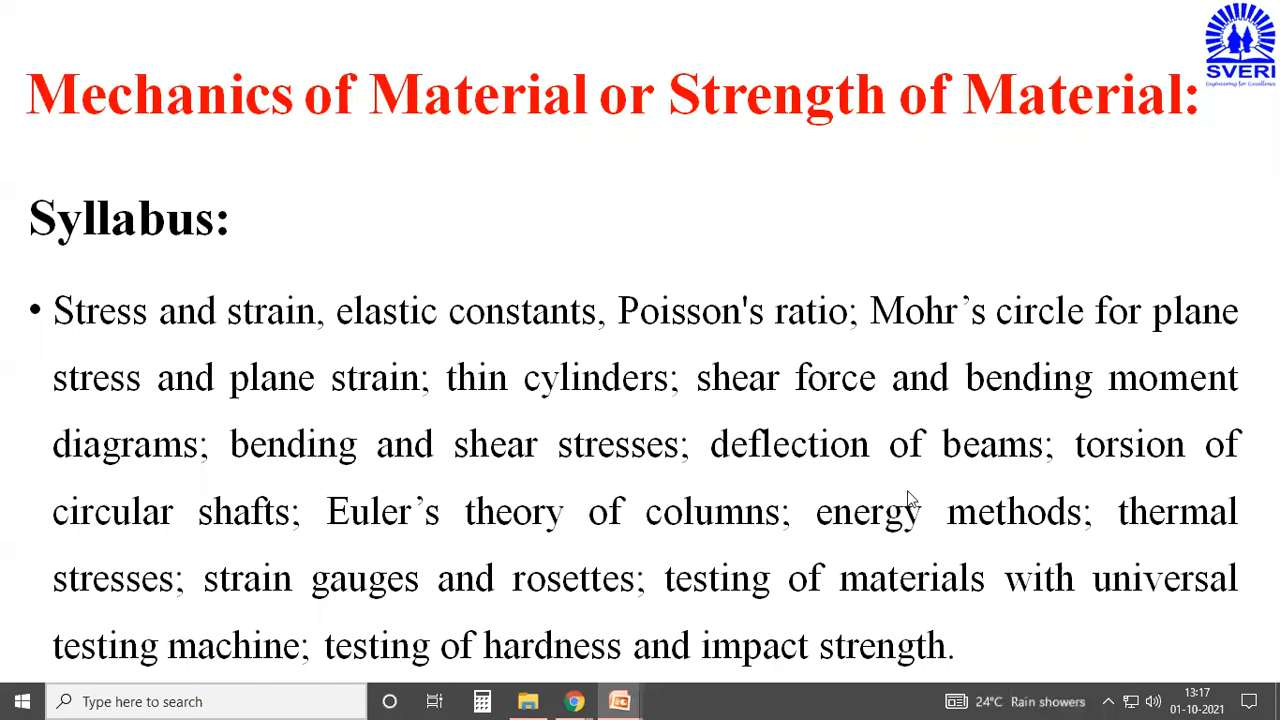 SVERI
Engineering for Excellence
Mechanics of Material or Strength of Material:
Syllabus:
• Stress and strain, elastic constants, Poisson's ratio; Mohr’s circle for plane
stress and plane strain; thin cylinders; shear force and bending moment
diagrams; bending and shear stresses; deflection of beams; torsion of
circular shafts; Euler’s theory of columns; energy methods; thermal
stresses; strain gauges and rosettes; testing of materials with universal
testing machine; testing of hardness and impact strength.
Type here to search
24°C Rain showers
13:17
01-10-2021